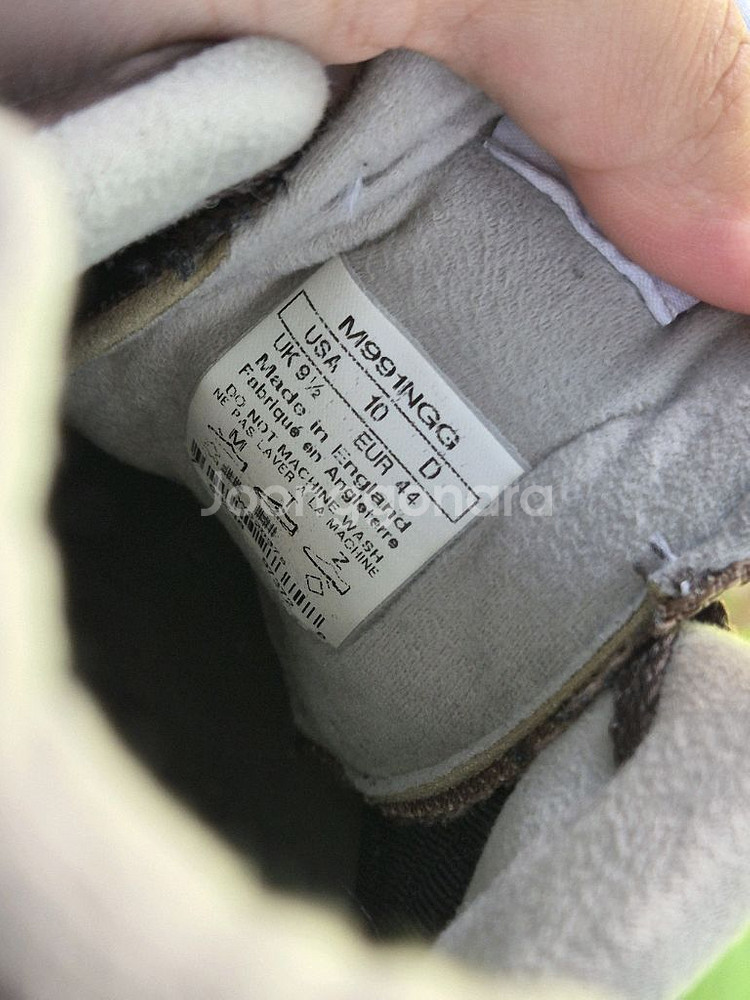 M991NGG
USA 10 D
UK 9½ EUR 44
Made in England
Fabriqué en Angleterre
DO NOT MACHINE WASH
NE PAS LAVER A LA MACHINE
M
Z
Joonggonara